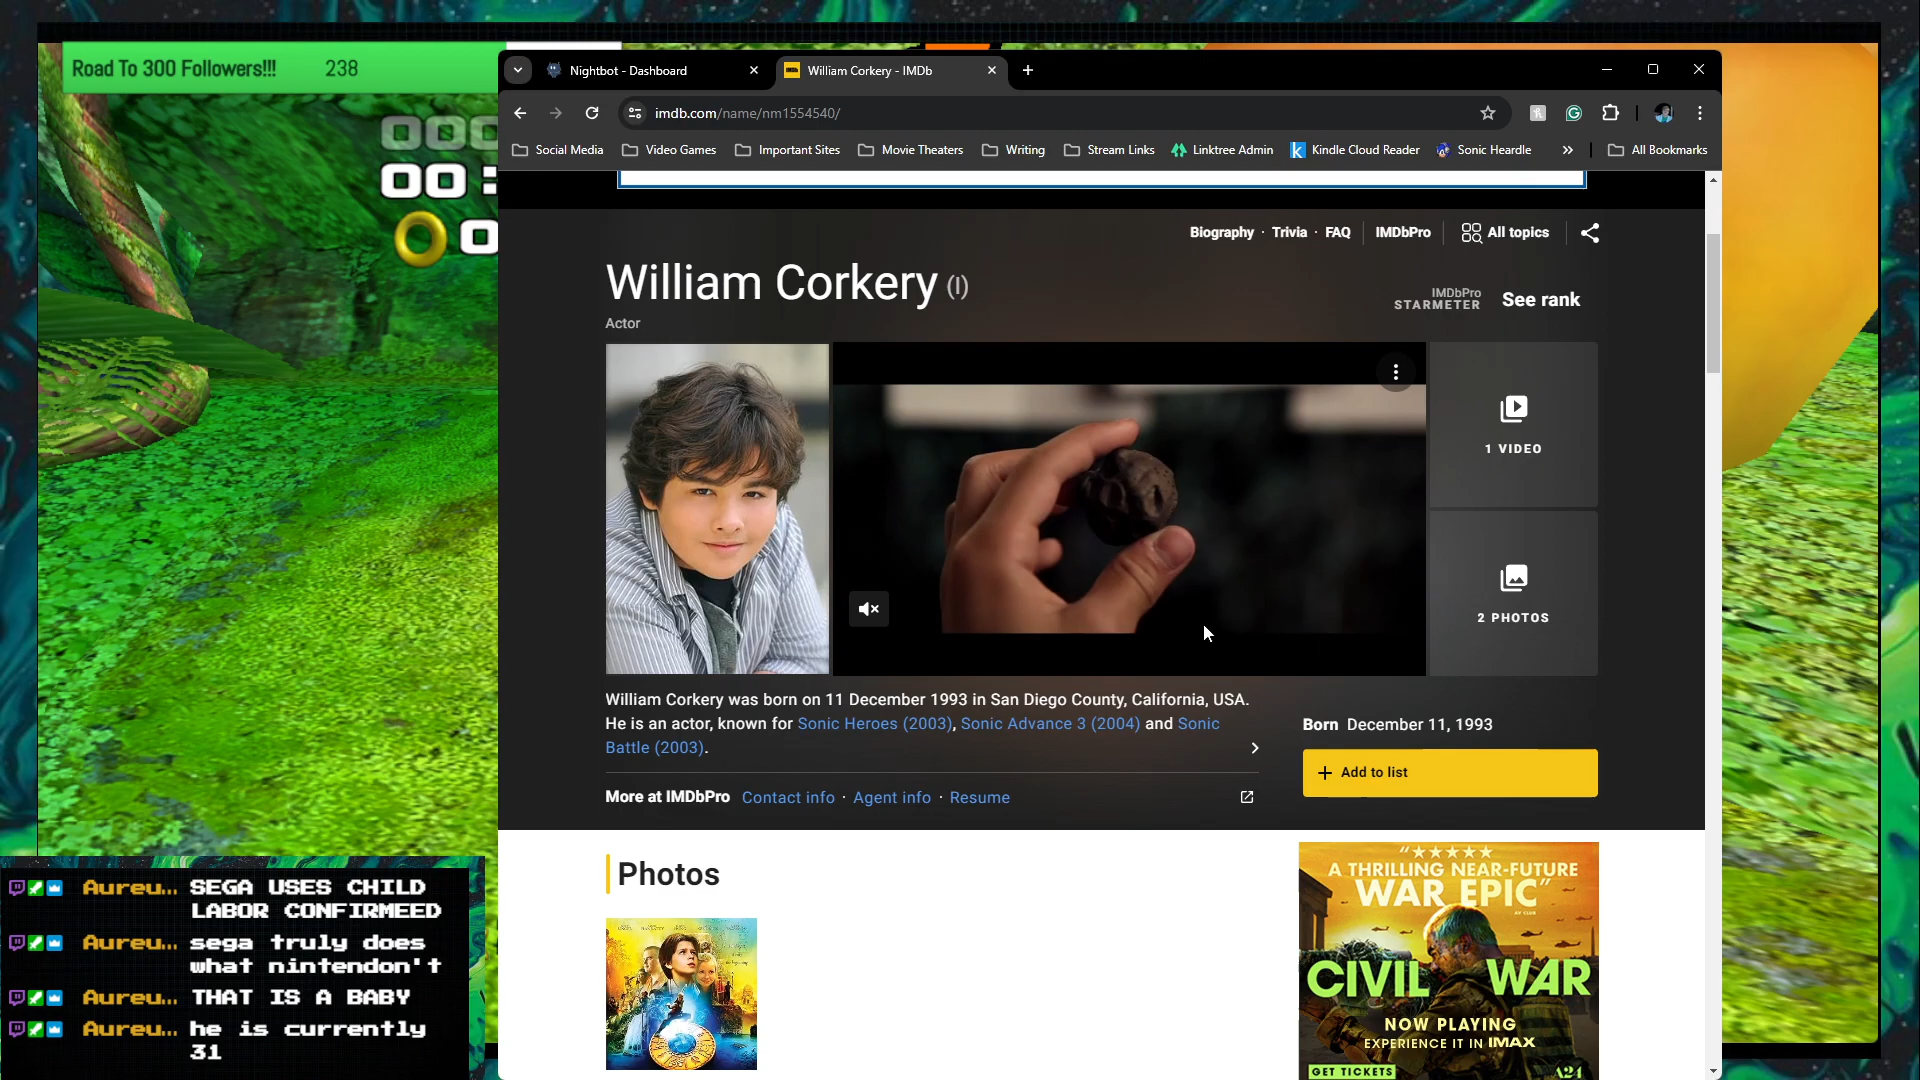 Road To 300 Followers!!! 238
000
00:
0
Nightbot - Dashboard
IMDb
William Corkery - IMDb
imdb.com/name/nm1554540/
Social Media
Video Games
Important Sites
Movie Theaters
Writing
Stream Links
Linktree Admin
Kindle Cloud Reader
Sonic Heardle
All Bookmarks
Biography · Trivia · FAQ
IMDbPro
All topics
William Corkery (I)
Actor
IMDbPro
STARMETER
See rank
1 VIDEO
2 PHOTOS
William Corkery was born on 11 December 1993 in San Diego County, California, USA.
He is an actor, known for Sonic Heroes (2003), Sonic Advance 3 (2004) and Sonic
Battle (2003).
Born December 11, 1993
+ Add to list
More at IMDbPro Contact info · Agent info · Resume
Photos
"★★★★★
A THRILLING NEAR-FUTURE
WAR EPIC"
AV CLUB
CIVIL WAR
NOW PLAYING
EXPERIENCE IT IN IMAX
GET TICKETS
A24
Aureu... SEGA USES CHILD
LABOR CONFIRMEED
Aureu... sega truly does
what nintendon't
Aureu... THAT IS A BABY
Aureu... he is currently
31